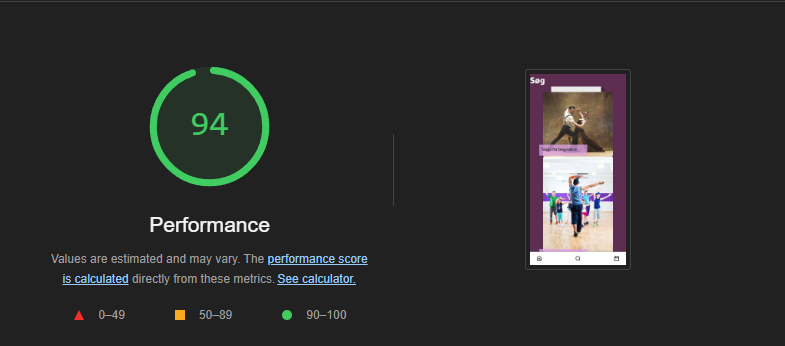 94
Performance
Values are estimated and may vary. The performance score
is calculated directly from these metrics. See calculator.
0–49
50–89
90–100
Søg